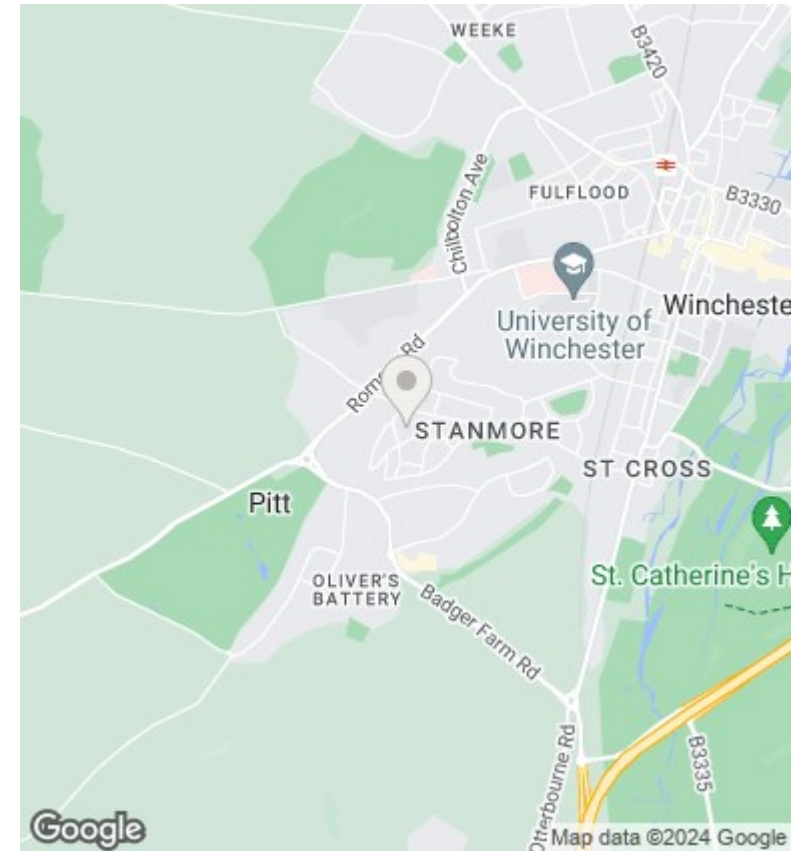 WEEKE
B3420
Chilbolton Ave
FULFLOOD
B3330
University of
Winchester
Wincheste
Romsey Rd
STANMORE
ST CROSS
Pitt
St. Catherine's H
OLIVER'S
BATTERY
Badger Farm Rd
Otterbourne Rd
B3335
Google
Map data ©2024 Google